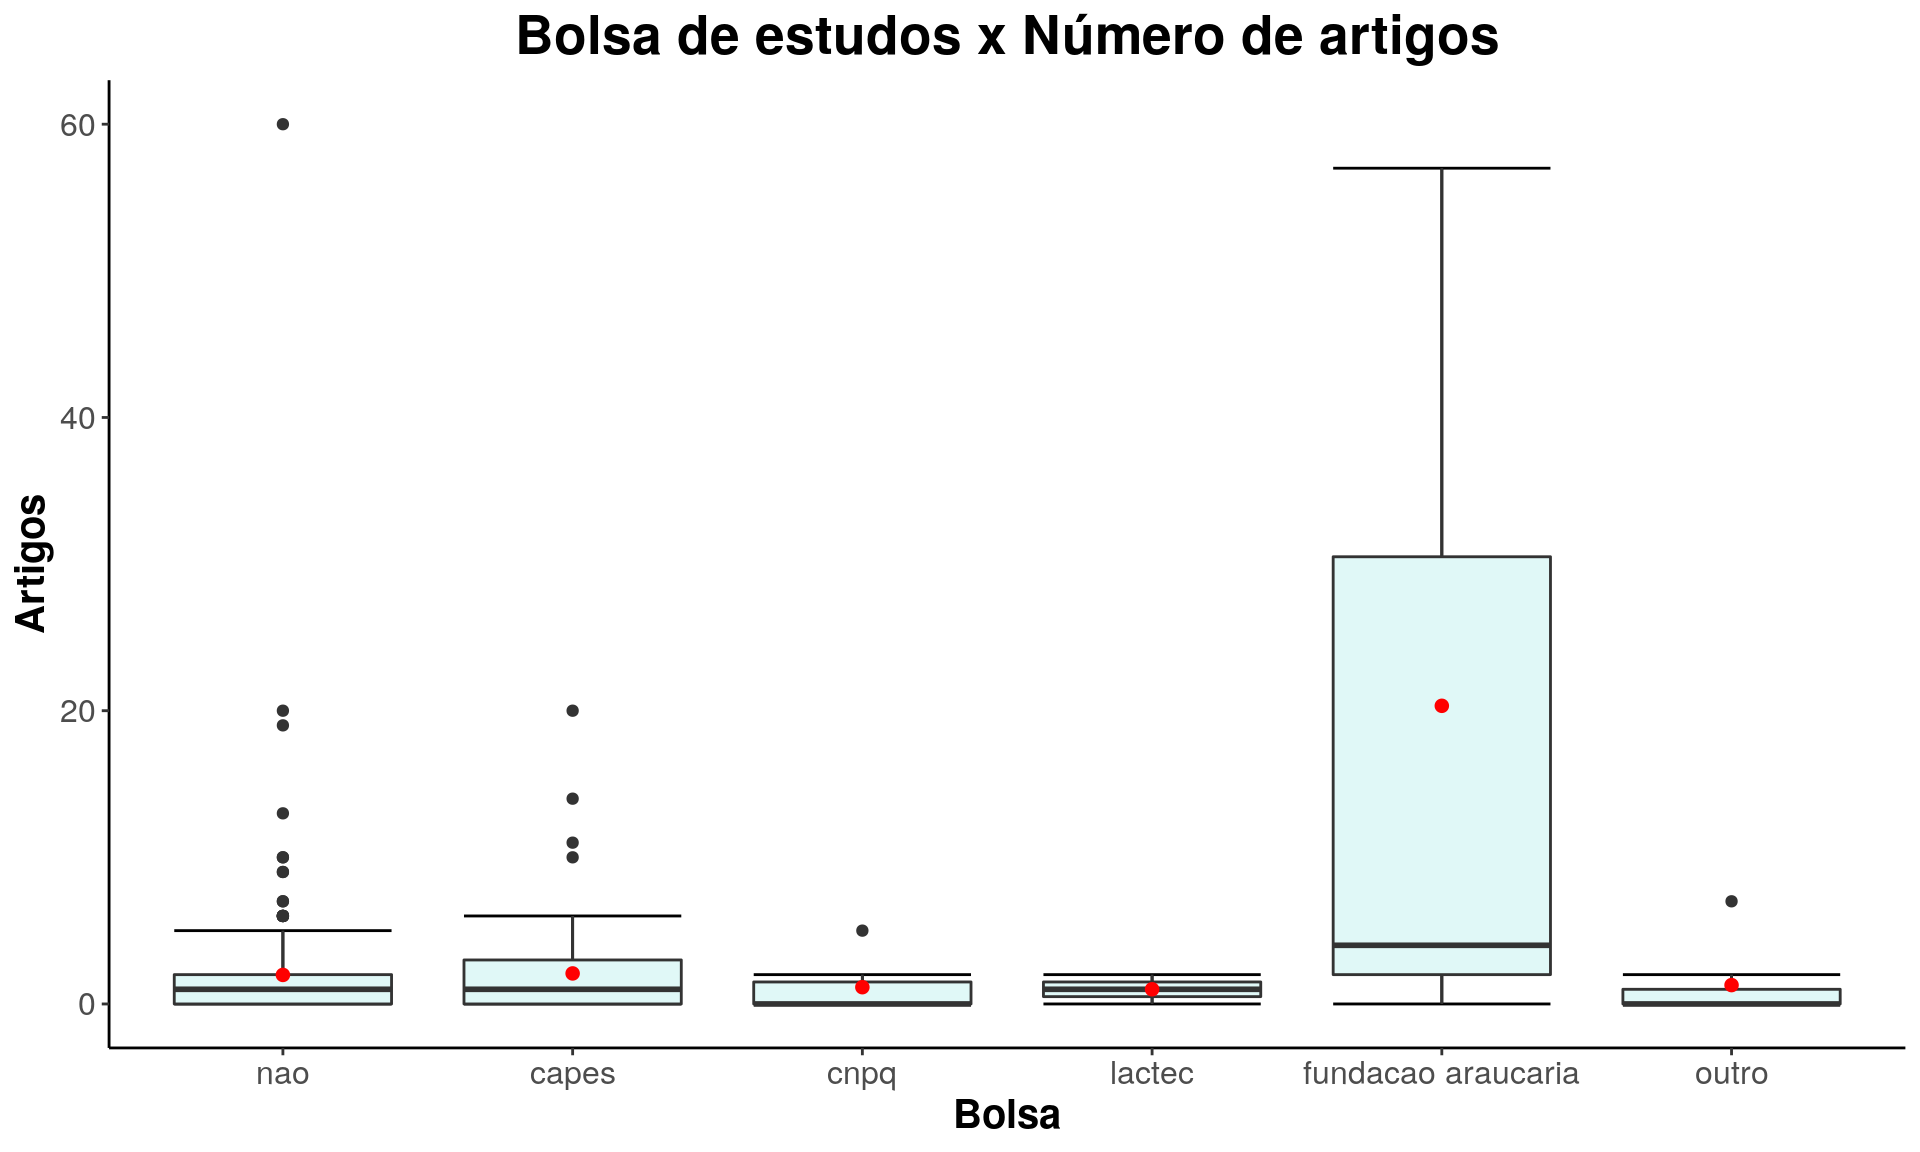 Bolsa de estudos x Número de artigos
Artigos
60
40
20
0
nao capes cnpq lactec fundacao araucaria outro
Bolsa